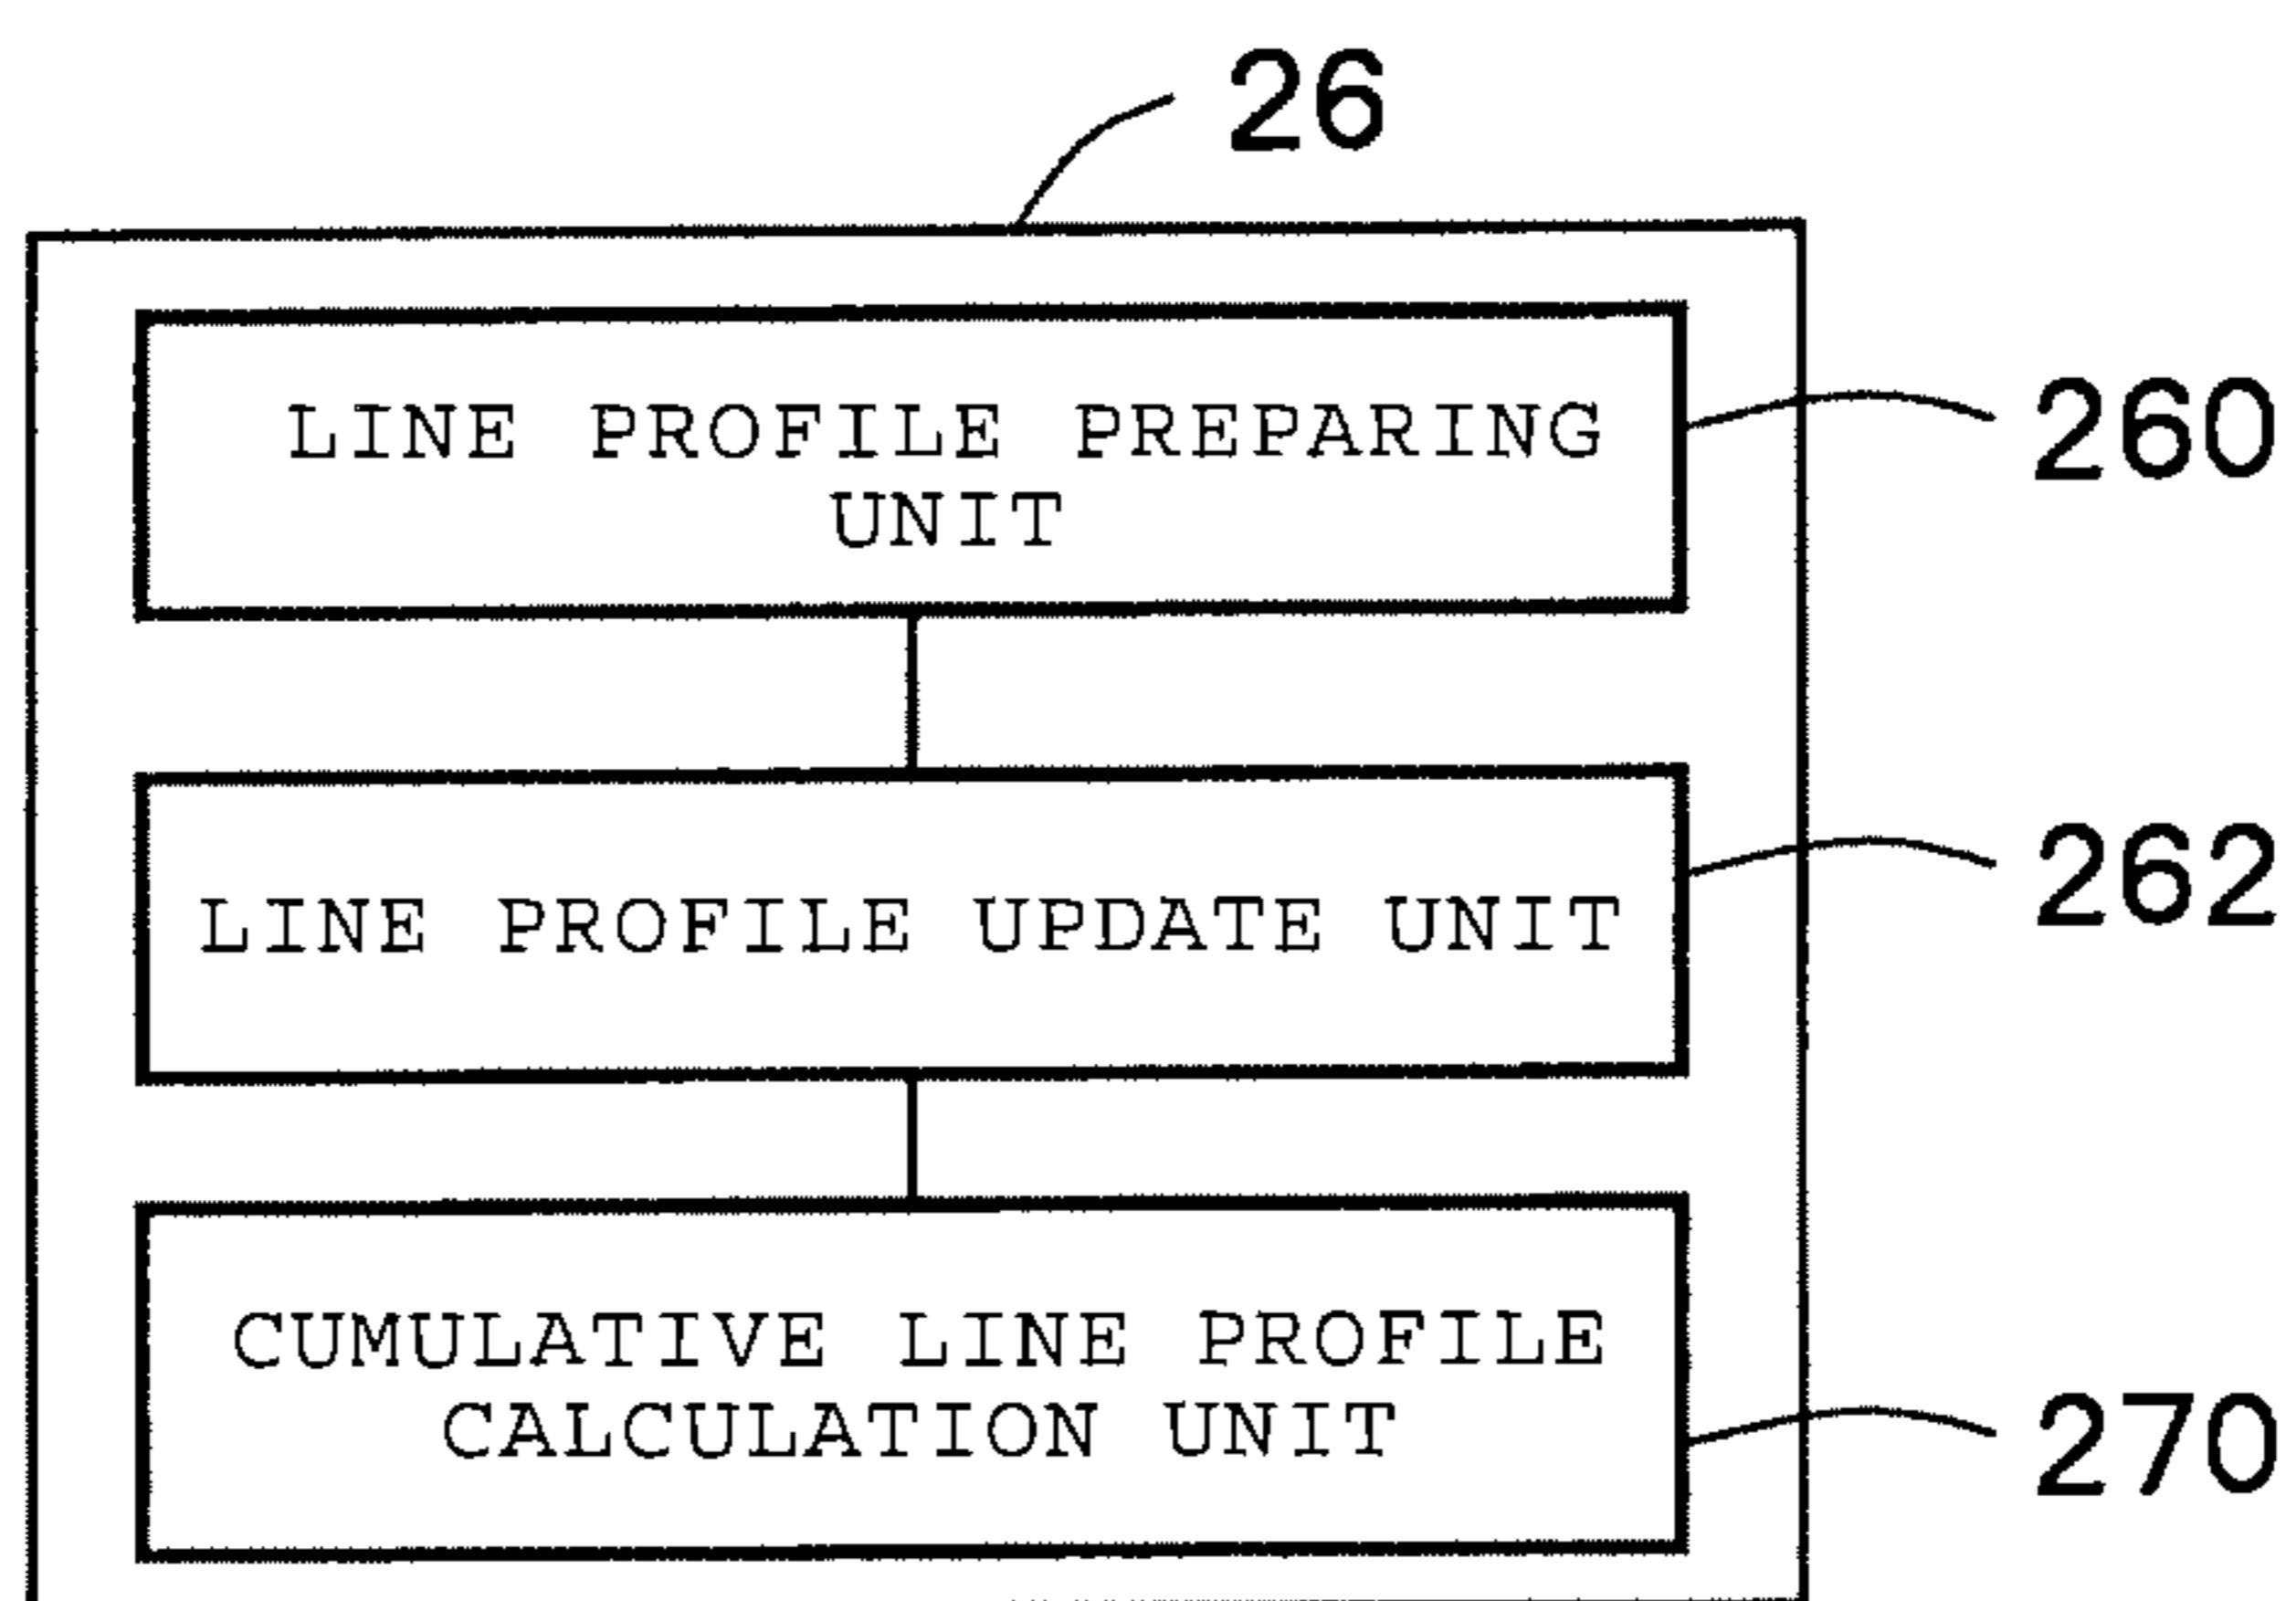 26
LINE PROFILE PREPARING
UNIT
260
LINE PROFILE UPDATE UNIT
262
CUMULATIVE LINE PROFILE
CALCULATION UNIT
270